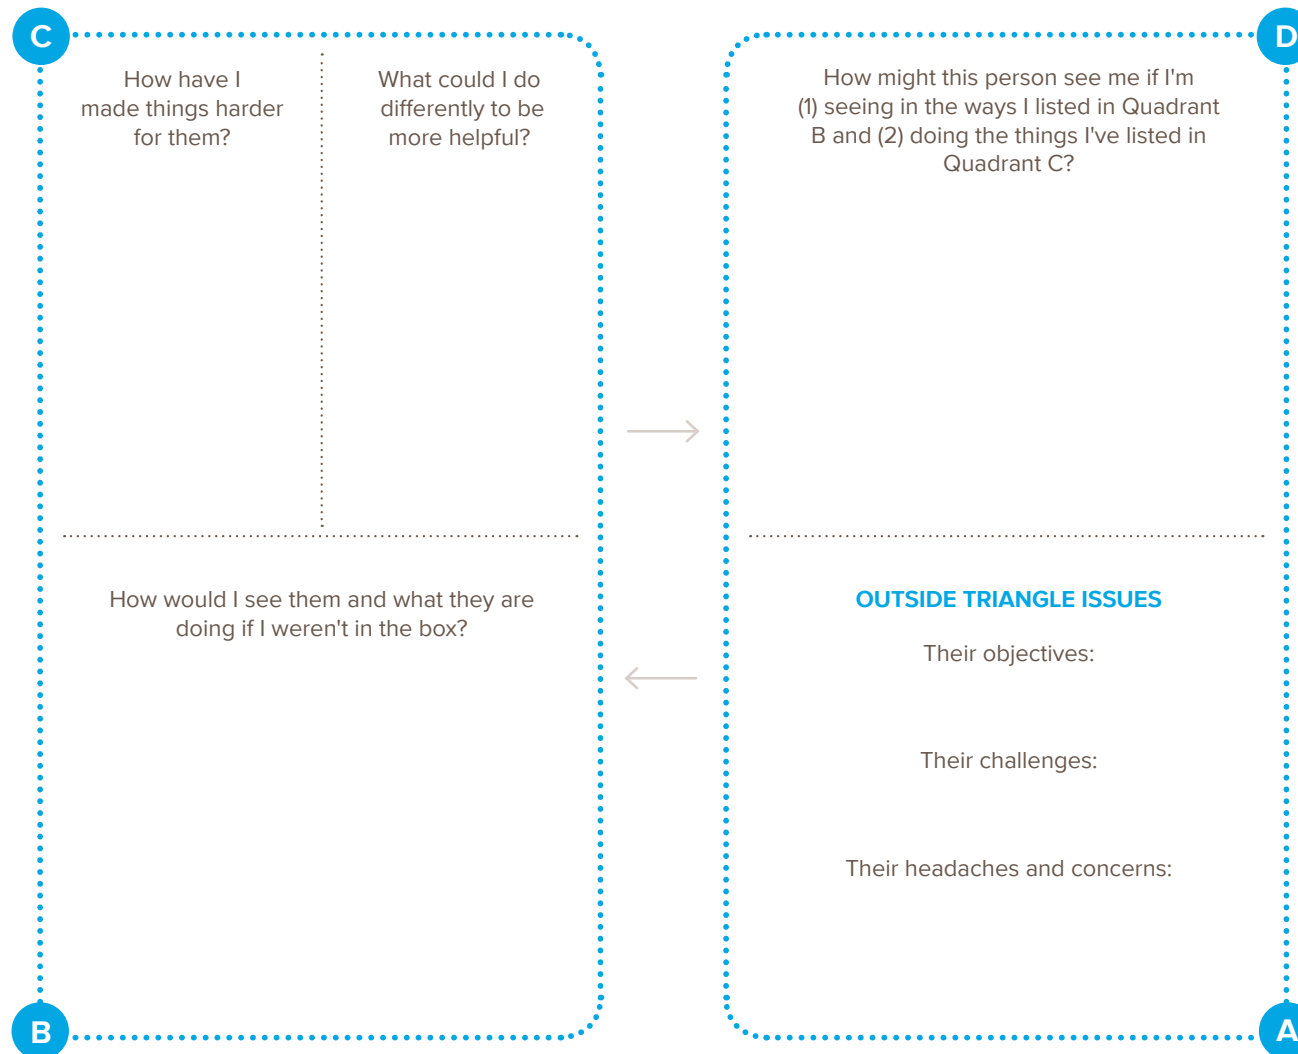 C
How have I
made things harder
for them?
What could I do
differently to be
more helpful?
D
How might this person see me if I'm
(1) seeing in the ways I listed in Quadrant
B and (2) doing the things I've listed in
Quadrant C?
How would I see them and what they are
doing if I weren't in the box?
B
OUTSIDE TRIANGLE ISSUES
Their objectives:
Their challenges:
Their headaches and concerns:
A